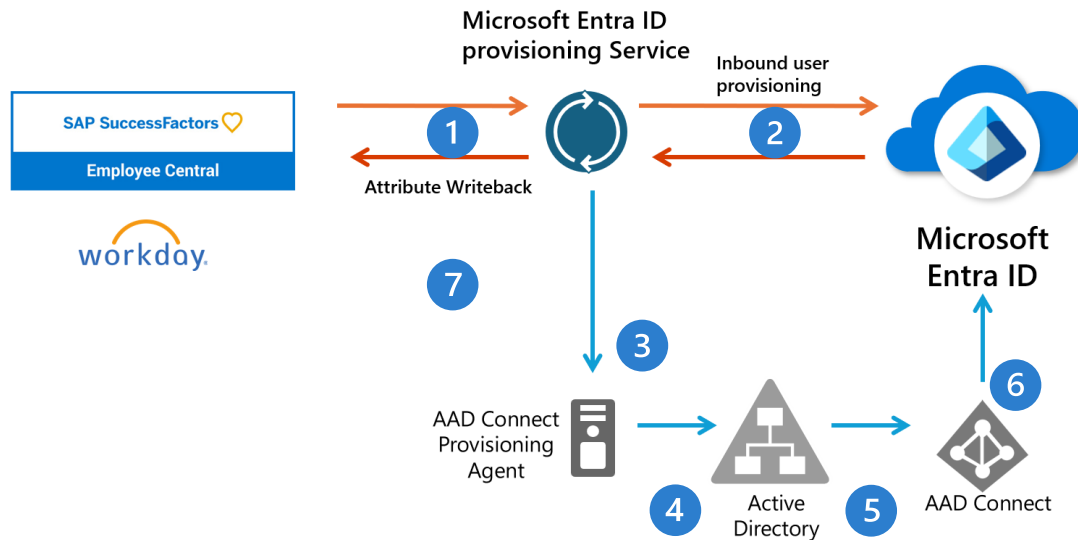 Microsoft Entra ID
provisioning Service
Inbound user
provisioning
SAP SuccessFactors
Employee Central
1
2
Attribute Writeback
workday.
Microsoft
Entra ID
7
3
6
AAD Connect
Provisioning
Agent
4
Active
Directory
5
AAD Connect